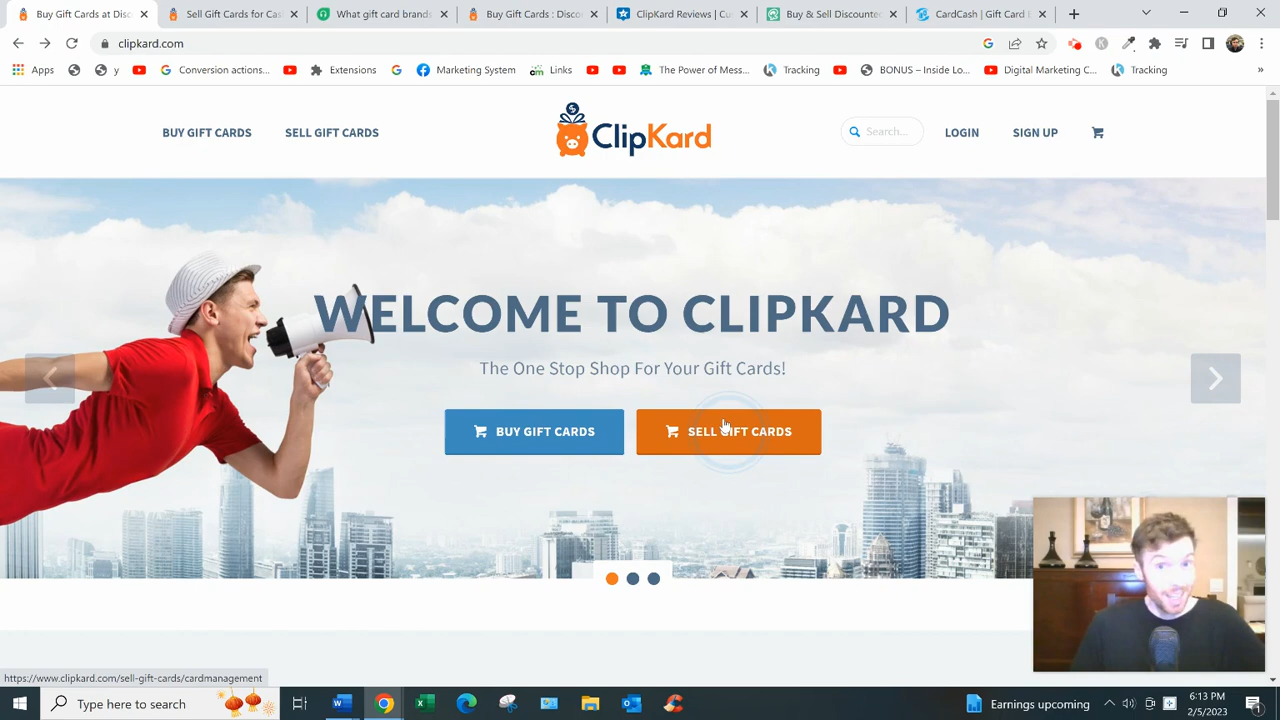 Buy Gift Cards at Disc
Sell Gift Cards for Cas
What gift card brands
Buy Gift Cards : Disco
ClipKard Reviews | Cu
Buy & Sell Discounte
CardCash | Gift Card E
clipkard.com
Apps
y
Conversion actions...
Extensions
Marketing System
Links
The Power of Mess...
Tracking
BONUS – Inside Lo...
Digital Marketing C...
Tracking
»
BUY GIFT CARDS
SELL GIFT CARDS
ClipKard
Search...
LOGIN
SIGN UP
WELCOME TO CLIPKARD
The One Stop Shop For Your Gift Cards!
BUY GIFT CARDS
SELL GIFT CARDS
https://www.clipkard.com/sell-gift-cards/cardmanagement
Type here to search
Earnings upcoming
6:13 PM
2/5/2023